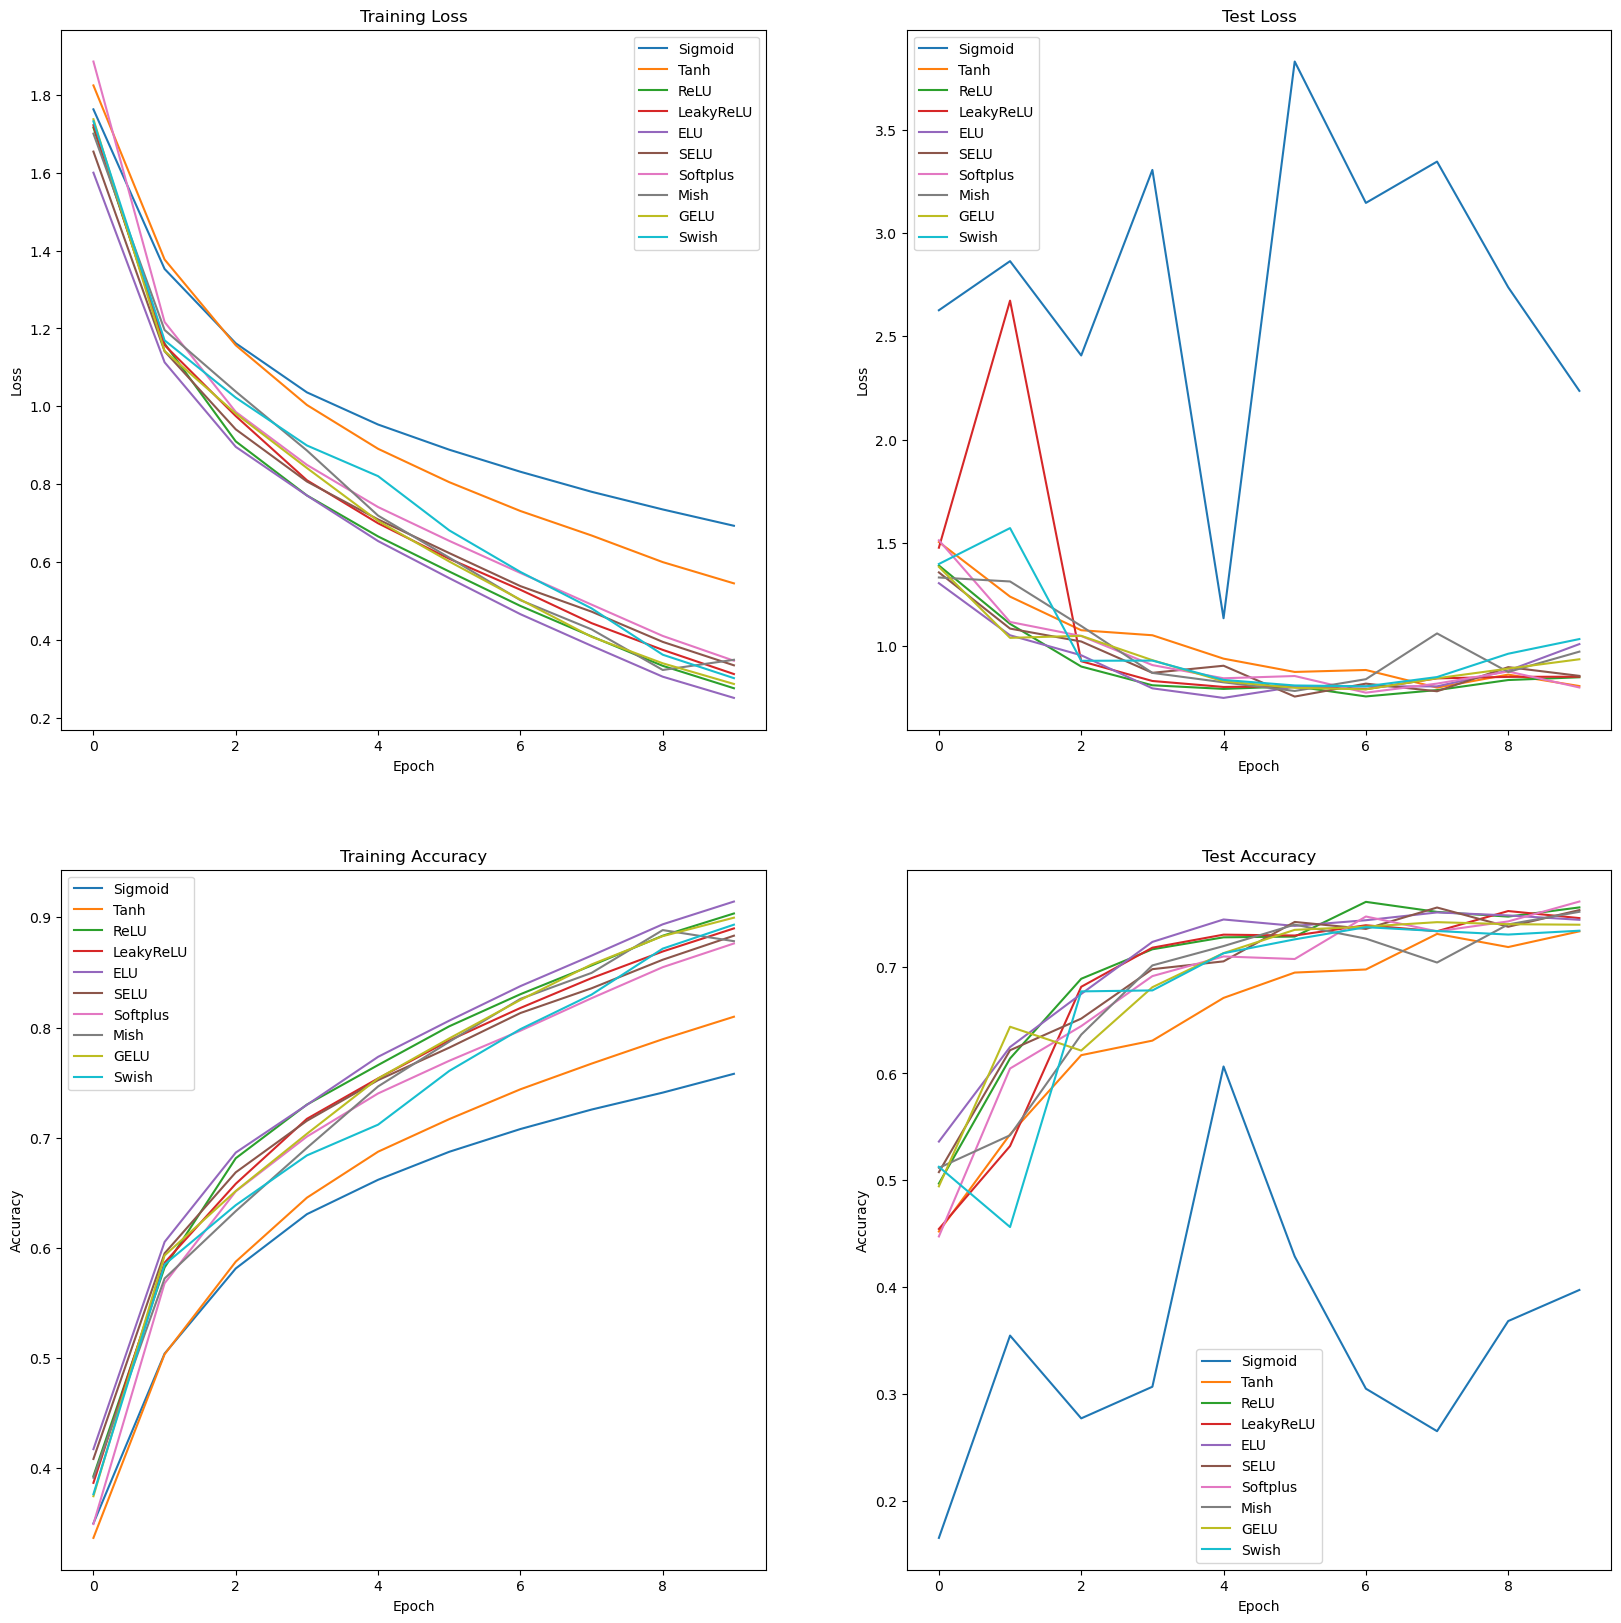 Training Loss
Loss
1.8
1.6
1.4
1.2
1.0
0.8
0.6
0.4
0.2
Sigmoid
Tanh
ReLU
LeakyReLU
ELU
SELU
Softplus
Mish
GELU
Swish
0 2 4 6 8
Epoch
Test Loss
Loss
3.5
3.0
2.5
2.0
1.5
1.0
Sigmoid
Tanh
ReLU
LeakyReLU
ELU
SELU
Softplus
Mish
GELU
Swish
0 2 4 6 8
Epoch
Training Accuracy
Accuracy
0.9
0.8
0.7
0.6
0.5
0.4
Sigmoid
Tanh
ReLU
LeakyReLU
ELU
SELU
Softplus
Mish
GELU
Swish
0 2 4 6 8
Epoch
Test Accuracy
Accuracy
0.7
0.6
0.5
0.4
0.3
0.2
Sigmoid
Tanh
ReLU
LeakyReLU
ELU
SELU
Softplus
Mish
GELU
Swish
0 2 4 6 8
Epoch